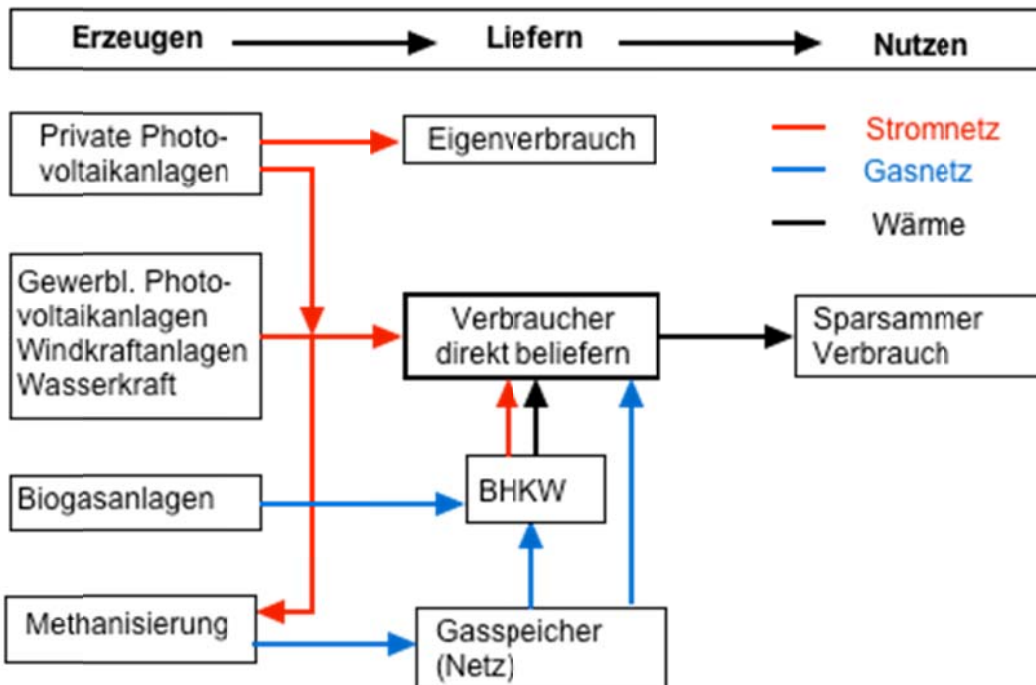 Erzeugen Liefern Nutzen
Private Photo-
voltaikanlagen
Eigenverbrauch
Stromnetz
Gasnetz
Wärme
Gewerbl. Photo-
voltaikanlagen
Windkraftanlagen
Wasserkraft
Verbraucher
direkt beliefern
Sparsammer
Verbrauch
Biogasanlagen
BHKW
Methanisierung
Gasspeicher
(Netz)